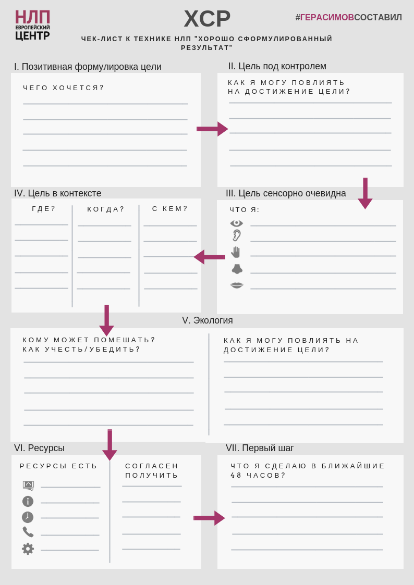 НЛП
ЕВРОПЕЙСКИЙ
ЦЕНТР
ХСР
#ГЕРАСИМОВСОСТАВИЛ
ЧЕК-ЛИСТ К ТЕХНИКЕ НЛП "ХОРОШО СФОРМУЛИРОВАННЫЙ
РЕЗУЛЬТАТ"
I. Позитивная формулировка цели
ЧЕГО ХОЧЕТСЯ?
II. Цель под контролем
КАК Я МОГУ ПОВЛИЯТЬ
НА ДОСТИЖЕНИЕ ЦЕЛИ?
IV. Цель в контексте
ГДЕ?
КОГДА?
С КЕМ?
III. Цель сенсорно очевидна
ЧТО Я:
V. Экология
КОМУ МОЖЕТ ПОМЕШАТЬ?
КАК УЧЕСТЬ/УБЕДИТЬ?
КАК Я МОГУ ПОВЛИЯТЬ НА
ДОСТИЖЕНИЕ ЦЕЛИ?
VI. Ресурсы
РЕСУРСЫ ЕСТЬ
СОГЛАСЕН
ПОЛУЧИТЬ
VII. Первый шаг
ЧТО Я СДЕЛАЮ В БЛИЖАЙШИЕ
48 ЧАСОВ?